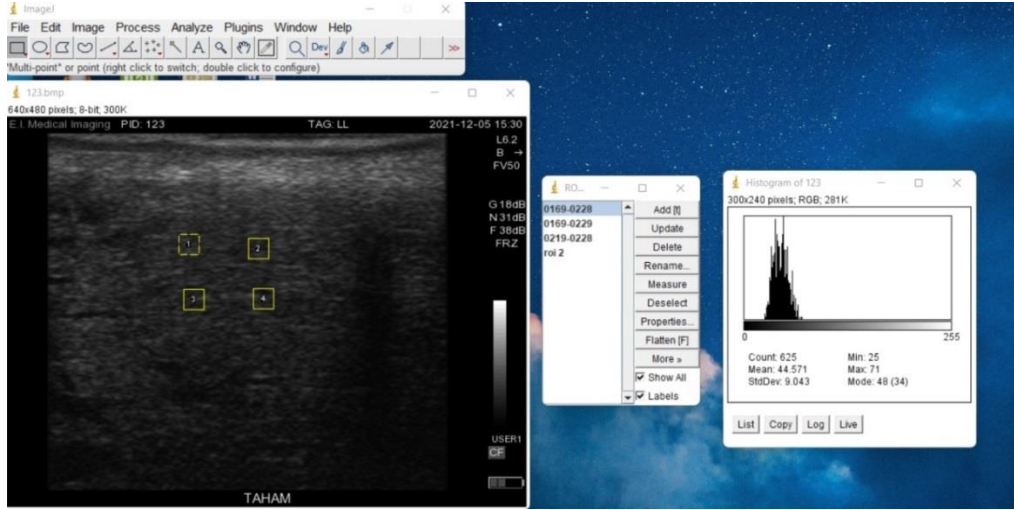 ImageJ
File Edit Image Process Analyze Plugins Window Help
A Dev >>
"Multi-point" or point (right click to switch; double click to configure)
123.bmp
640x480 pixels; 8-bit; 300K
E.I. Medical Imaging PID: 123 TAG: LL 2021-12-05 15:30
L6.2
B →
FV50
G18dB
N31dB
F 38dB
FRZ
1 2
3 4
USER1
CF
TAHAM
RO...
0169-0228
0169-0229
0219-0228
roi 2
Add [t]
Update
Delete
Rename...
Measure
Deselect
Properties...
Flatten [F]
More »
Show All
Labels
Histogram of 123
300x240 pixels; RGB; 281K
0 255
Count: 625 Min: 25
Mean: 44.571 Max: 71
StdDev: 9.043 Mode: 48 (34)
List Copy Log Live